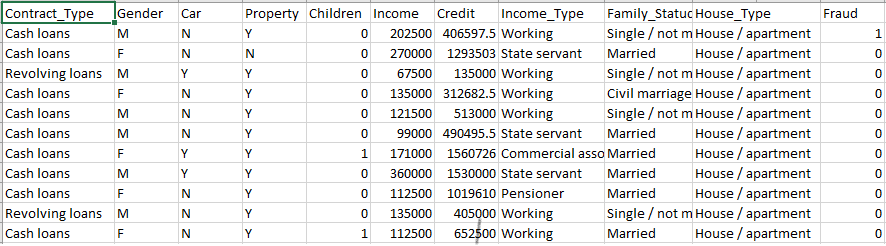 Contract_Type Gender Car Property Children Income Credit Income_Type Family_Statuc House_Type Fraud
Cash loans M N Y 0 202500 406597.5 Working Single / not m House / apartment 1
Cash loans F N N 0 270000 1293503 State servant Married House / apartment 0
Revolving loans M Y Y 0 67500 135000 Working Single / not m House / apartment 0
Cash loans F N Y 0 135000 312682.5 Working Civil marriage House / apartment 0
Cash loans M N Y 0 121500 513000 Working Single / not m House / apartment 0
Cash loans M N Y 0 99000 490495.5 State servant Married House / apartment 0
Cash loans F Y Y 1 171000 1560726 Commercial asso Married House / apartment 0
Cash loans M Y Y 0 360000 1530000 State servant Married House / apartment 0
Cash loans F N Y 0 112500 1019610 Pensioner Married House / apartment 0
Revolving loans M N Y 0 135000 405000 Working Single / not m House / apartment 0
Cash loans F N Y 1 112500 652500 Working Married House / apartment 0